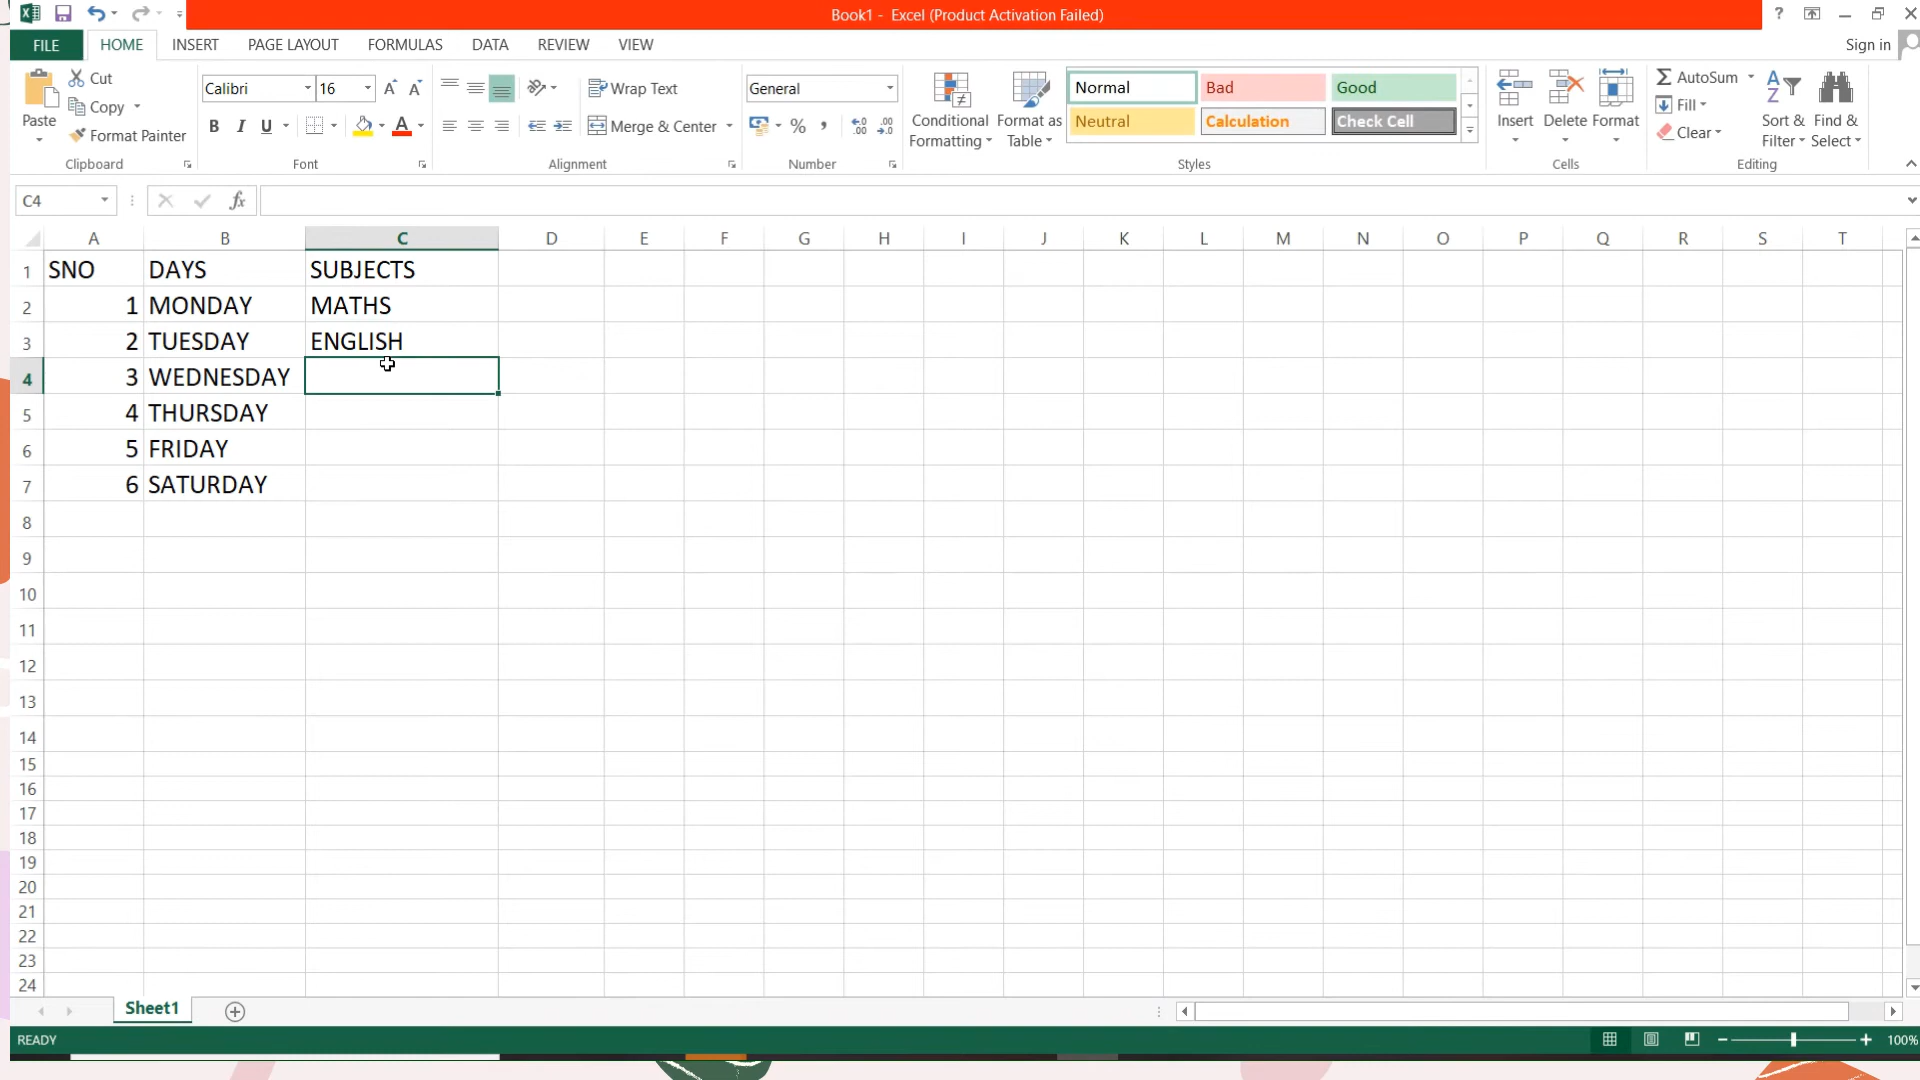 Book1 - Excel (Product Activation Failed)
?
FILE HOME INSERT PAGE LAYOUT FORMULAS DATA REVIEW VIEW Sign in
Paste
Cut
Copy
Format Painter
Clipboard
Calibri 16 A A
B I U A
Font
Wrap Text
Merge & Center
Alignment
General
% ,
Number
Conditional Formatting
Format as Table
Normal Bad Good
Neutral Calculation Check Cell
Styles
Insert Delete Format
Cells
AutoSum
Fill
Clear
Sort & Filter
Find & Select
Editing
C4 fx
A B C D E F G H I J K L M N O P Q R S T
1 SNO DAYS SUBJECTS
2 1 MONDAY MATHS
3 2 TUESDAY ENGLISH
4 3 WEDNESDAY
5 4 THURSDAY
6 5 FRIDAY
7 6 SATURDAY
8
9
10
11
12
13
14
15
16
17
18
19
20
21
22
23
24
Sheet1
READY 100%